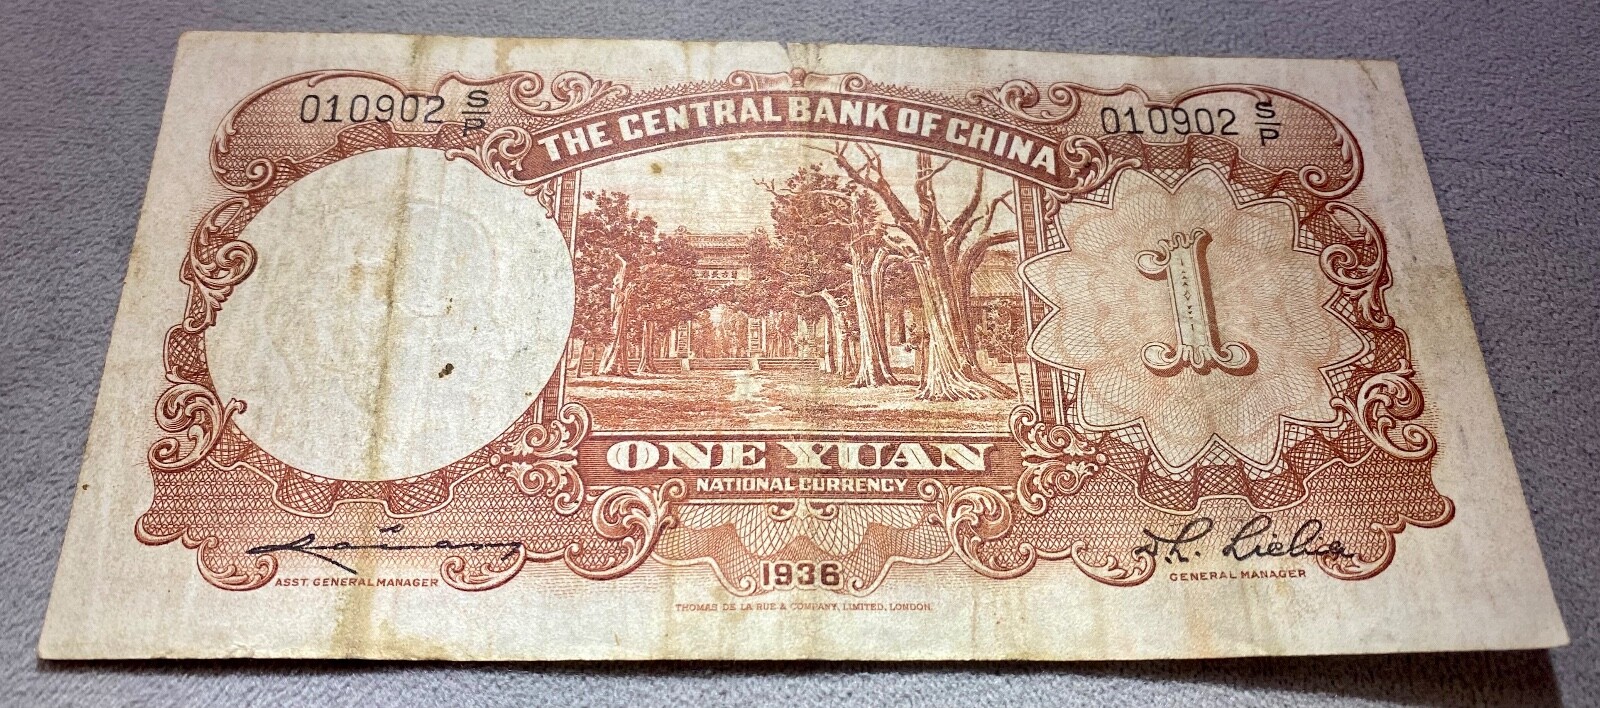 010902 S/P
THE CENTRAL BANK OF CHINA
010902 S/P
1
ONE YUAN
NATIONAL CURRENCY
ASST. GENERAL MANAGER
GENERAL MANAGER
1936
THOMAS DE LA RUE & COMPANY, LIMITED, LONDON.